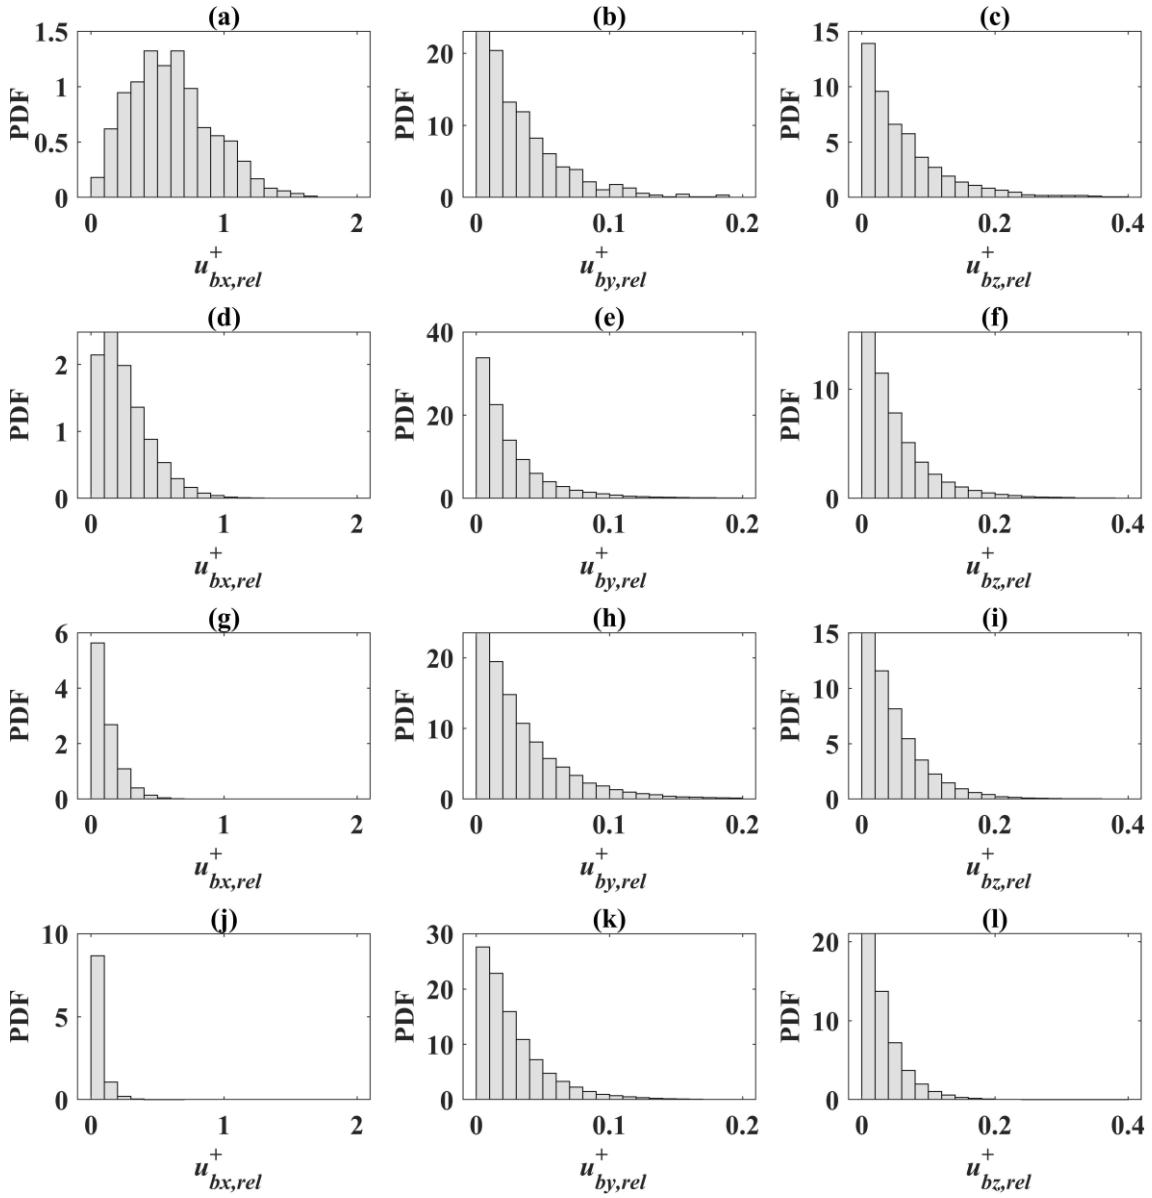 (a) (b) (c)
PDF 1.5 1 0.5 0 PDF 20 10 0 PDF 15 10 5 0
0 1 2 0 0.1 0.2 0 0.2 0.4
u+bx,rel u+by,rel u+bz,rel
(d) (e) (f)
PDF 2 1 0 PDF 40 20 0 PDF 10 0
0 1 2 0 0.1 0.2 0 0.2 0.4
u+bx,rel u+by,rel u+bz,rel
(g) (h) (i)
PDF 6 4 2 0 PDF 20 10 0 PDF 15 10 5 0
0 1 2 0 0.1 0.2 0 0.2 0.4
u+bx,rel u+by,rel u+bz,rel
(j) (k) (l)
PDF 10 5 0 PDF 30 20 10 0 PDF 20 10 0
0 1 2 0 0.1 0.2 0 0.2 0.4
u+bx,rel u+by,rel u+bz,rel